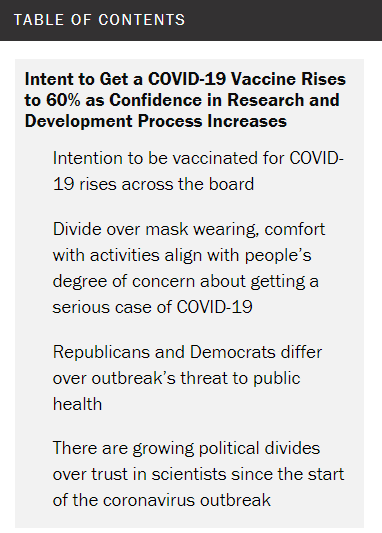 TABLE OF CONTENTS
Intent to Get a COVID-19 Vaccine Rises
to 60% as Confidence in Research and
Development Process Increases
Intention to be vaccinated for COVID-
19 rises across the board
Divide over mask wearing, comfort
with activities align with people’s
degree of concern about getting a
serious case of COVID-19
Republicans and Democrats differ
over outbreak’s threat to public
health
There are growing political divides
over trust in scientists since the start
of the coronavirus outbreak